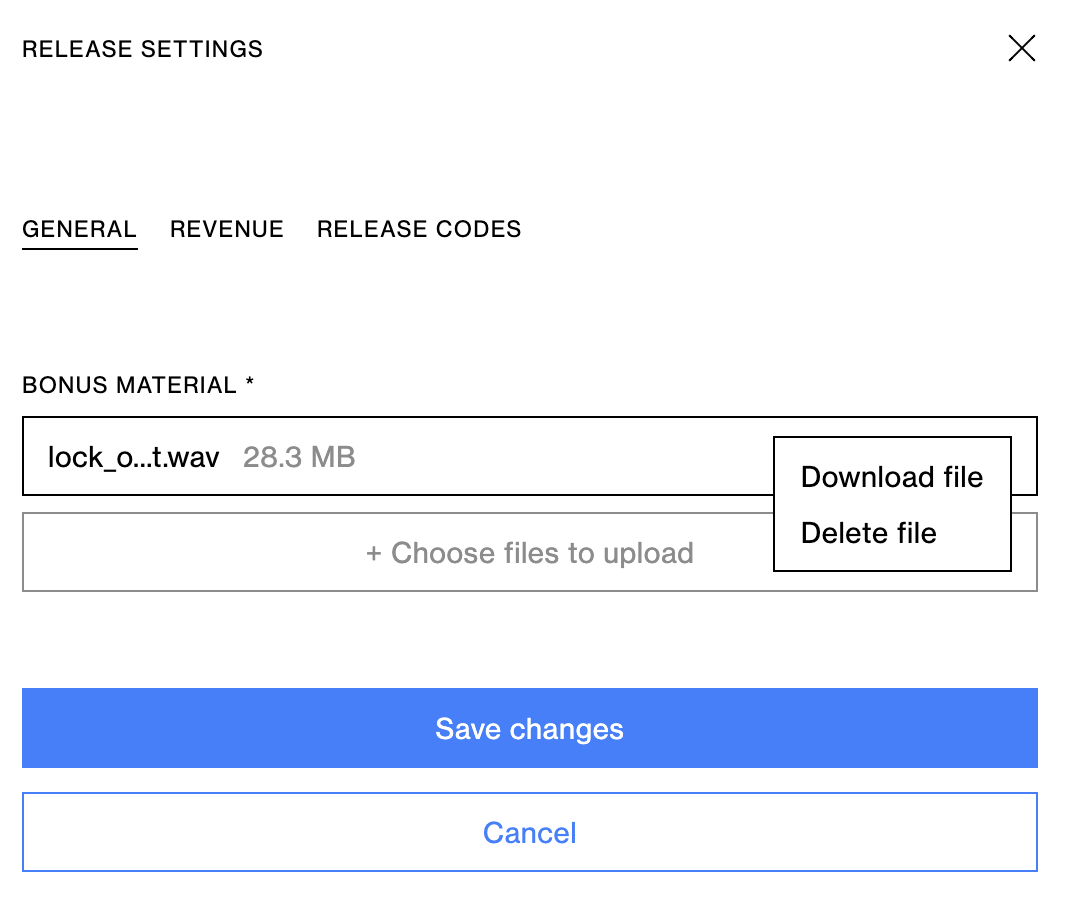 RELEASE SETTINGS
GENERAL REVENUE RELEASE CODES
BONUS MATERIAL *
lock_o...t.wav 28.3 MB
Download file
Delete file
+ Choose files to upload
Save changes
Cancel